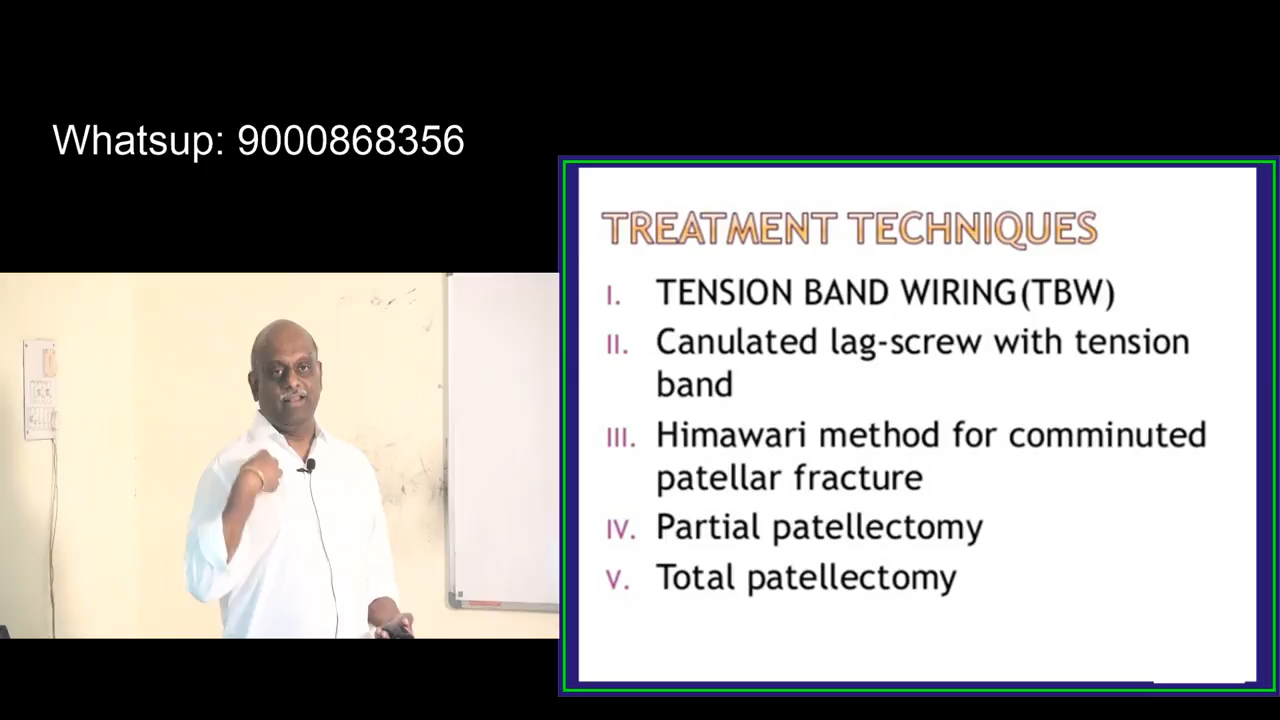 Whatsup: 9000868356
TREATMENT TECHNIQUES
I. TENSION BAND WIRING(TBW)
II. Canulated lag-screw with tension
band
III. Himawari method for comminuted
patellar fracture
IV. Partial patellectomy
V. Total patellectomy